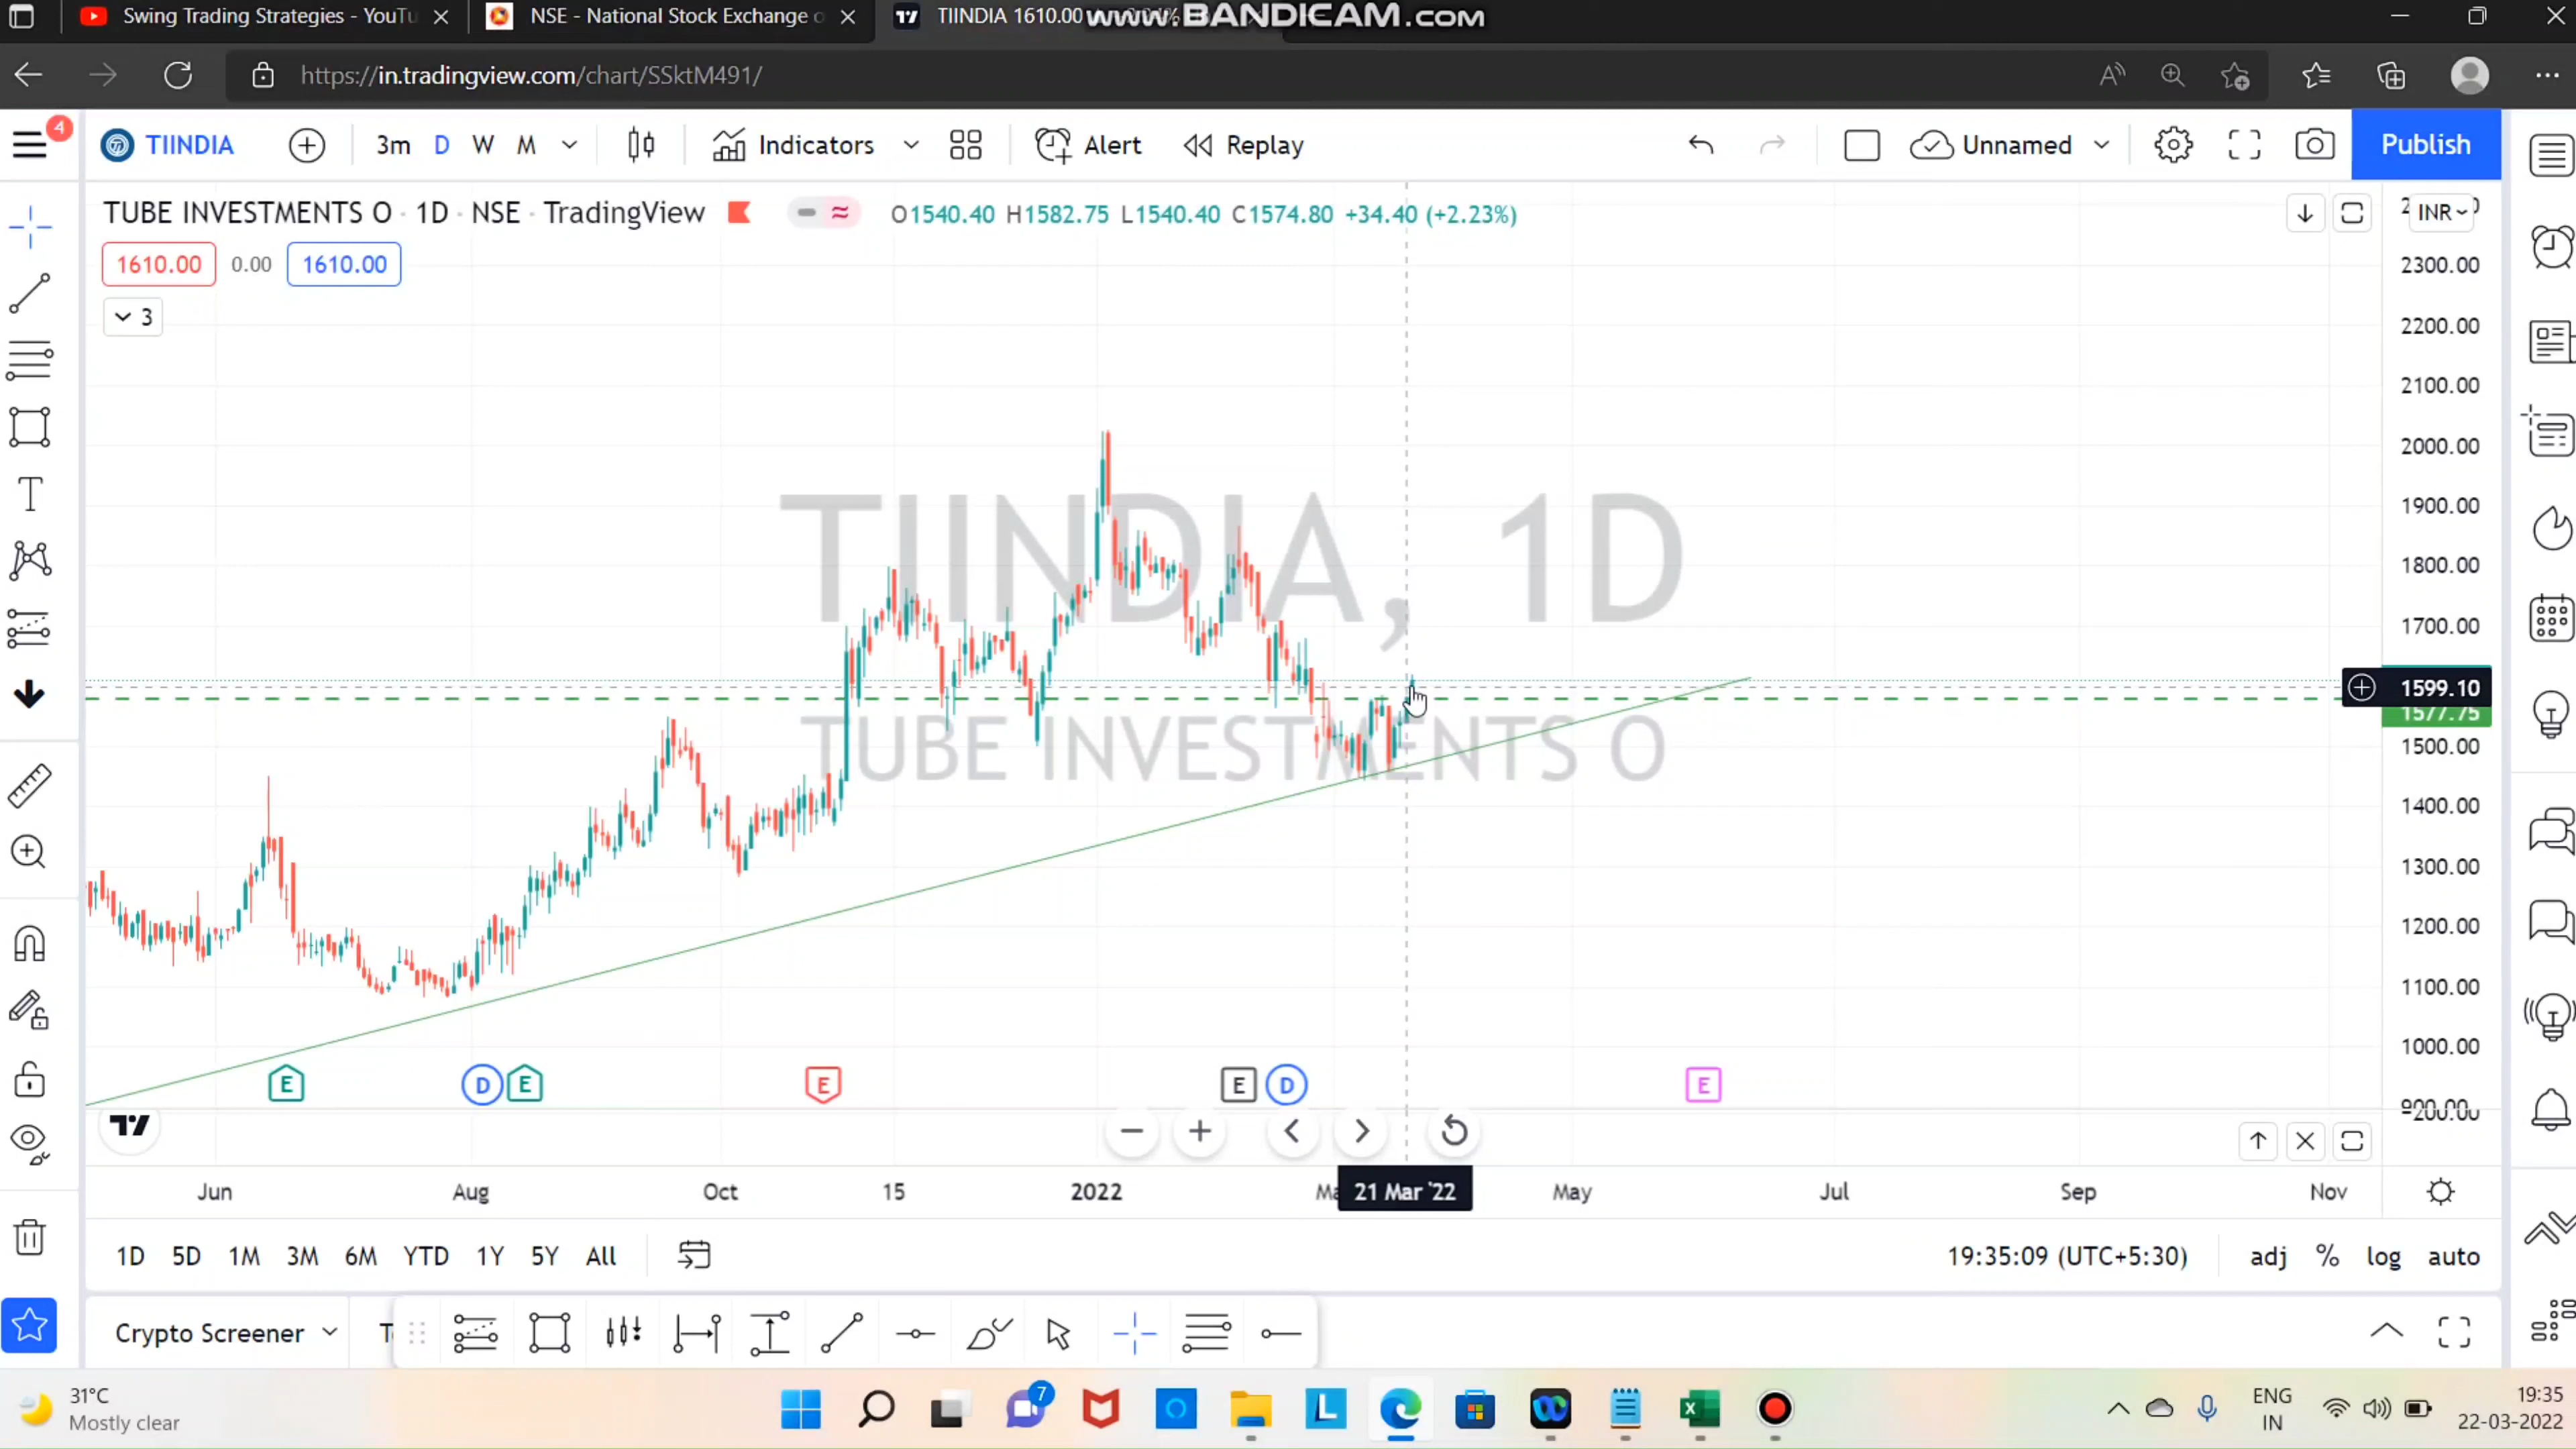 Swing Trading Strategies - YouTu
NSE - National Stock Exchange o
TIINDIA 1610.00
www.BANDICAM.com
https://in.tradingview.com/chart/SSktM491/
4
TIINDIA
3m D W M
Indicators
Alert
Replay
Unnamed
Publish
TUBE INVESTMENTS O · 1D · NSE · TradingView
O1540.40 H1582.75 L1540.40 C1574.80 +34.40 (+2.23%)
INR
1610.00 0.00 1610.00
3
2300.00
2200.00
2100.00
2000.00
1900.00
1800.00
1700.00
1599.10
1577.75
1500.00
1400.00
1300.00
1200.00
1100.00
1000.00
TIINDIA, 1D
TUBE INVESTMENTS O
E D E E E D E
Jun Aug Oct 15 2022 21 Mar '22 May Jul Sep Nov
1D 5D 1M 3M 6M YTD 1Y 5Y All
19:35:09 (UTC+5:30) adj % log auto
Crypto Screener
31°C
Mostly clear
7
ENG
IN
19:35
22-03-2022